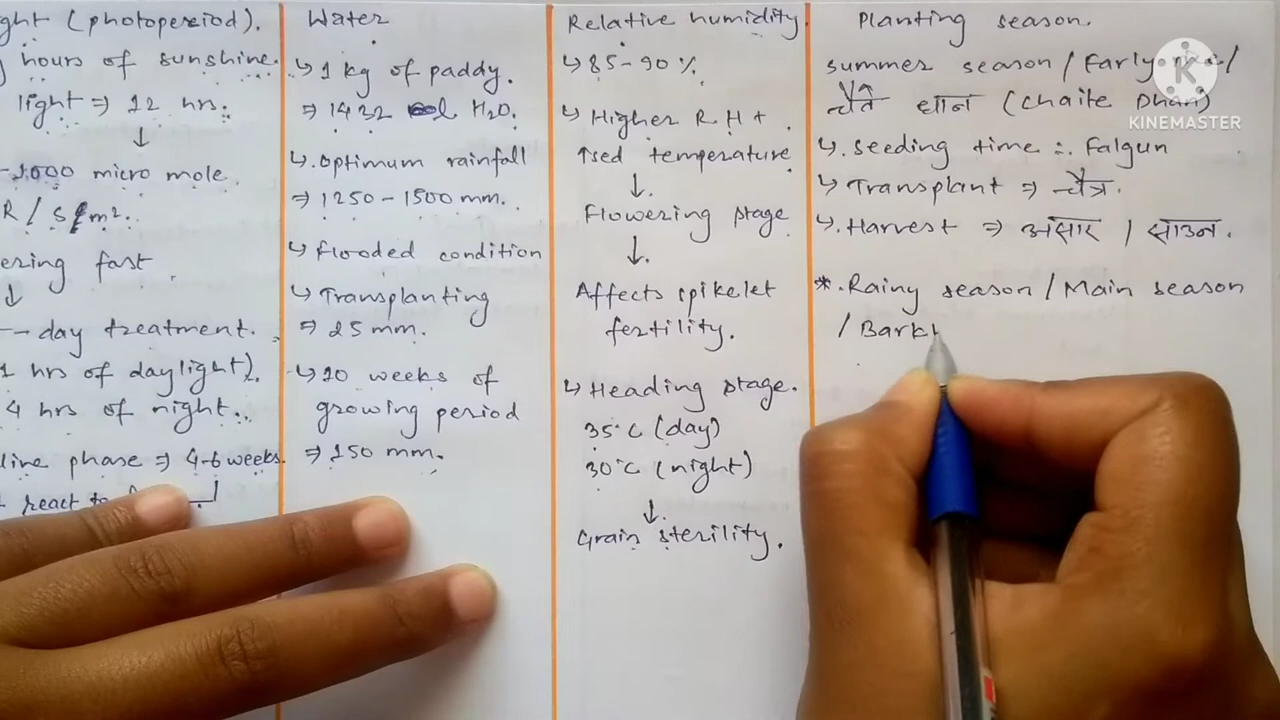 ght (photoperiod).
hours of sunshine.
light ⇒ 12 hrs.
↓
1000 micro mole
R / S / m².
ering fast
↓
-- day treatment.
hrs of daylight).
4 hrs of night..
line phase ⇒ 4-6 weeks.
react to
Water
↳ 1 kg of paddy.
⇒ 1422 l H₂O.
↳ Optimum rainfall
⇒ 1250 - 1500 mm.
↳ Flooded condition
↳ Transplanting
⇒ 25 mm.
↳ 10 weeks of
growing period
⇒ 150 mm.
Relative humidity.
↳ 85-90 %
↳ Higher R H +
↑sed temperature
↓
Flowering stage
↓
Affects spikelet
fertility.
↳ Heading stage.
35°C (day)
30°C (night)
↓
Grain sterility.
Planting season.
summer season / Early /
चैते धान (Chaite Dhan)
↳ Seeding time :. Falgun
↳ Transplant ⇒ चैत्र.
↳ Harvest ⇒ असार / साउन.
* Rainy season / Main season
/ Bark
KINEMASTER